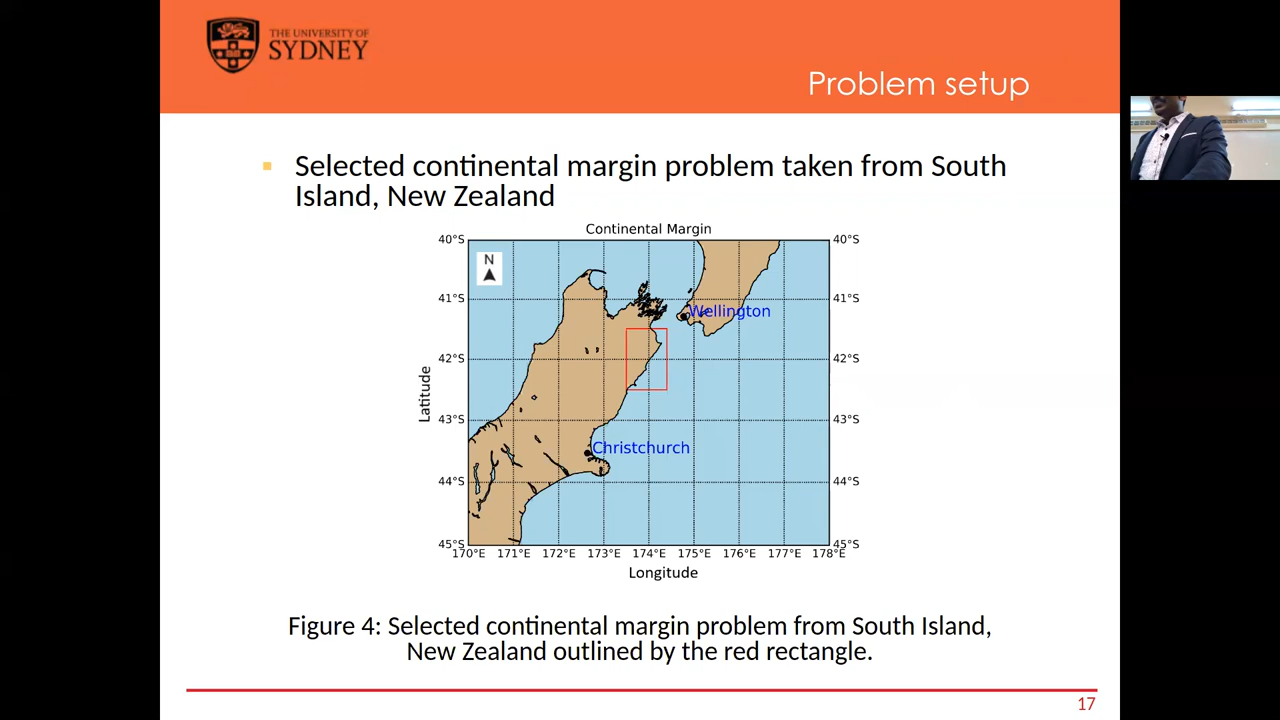 THE UNIVERSITY OF
SYDNEY
Problem setup
Selected continental margin problem taken from South
Island, New Zealand
Continental Margin
40°S
40°S
N
41°S
41°S
Wellington
42°S
42°S
Latitude
43°S
43°S
Christchurch
44°S
44°S
45°S
45°S
170°E 171°E 172°E 173°E 174°E 175°E 176°E 177°E 178°E
Longitude
Figure 4: Selected continental margin problem from South Island,
New Zealand outlined by the red rectangle.
17